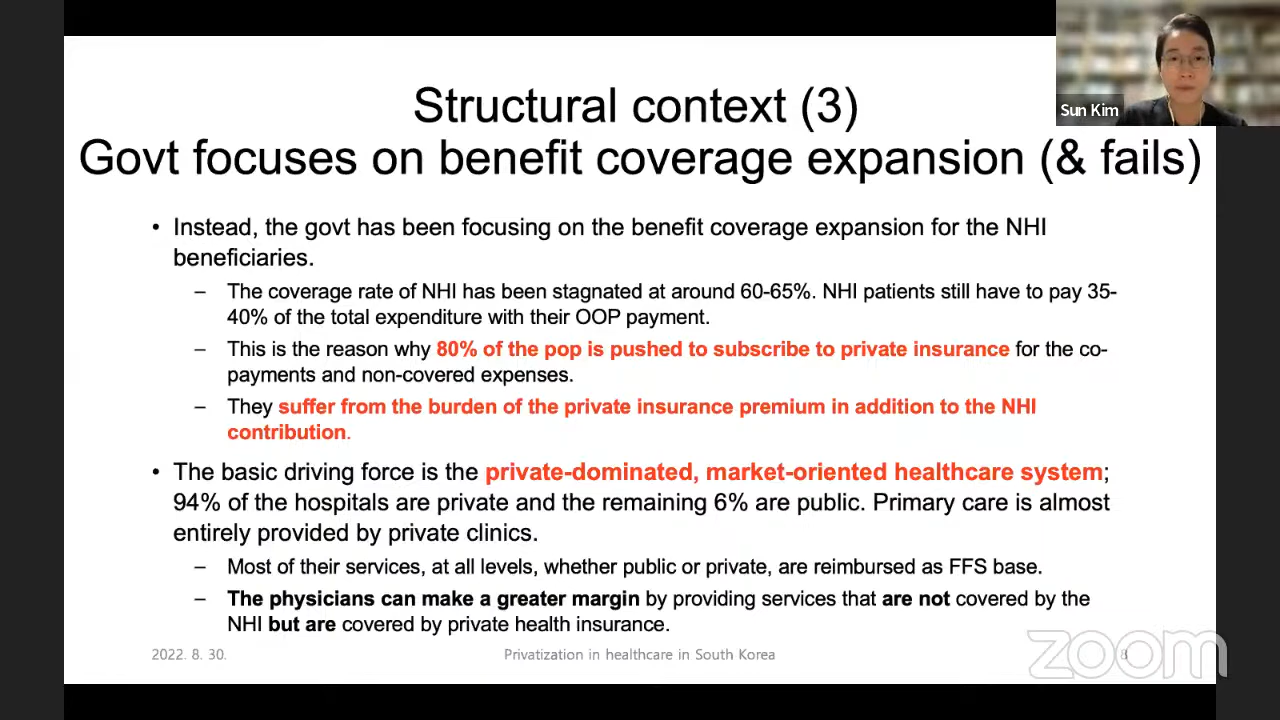 Sun Kim
Structural context (3)
Govt focuses on benefit coverage expansion (& fails)
• Instead, the govt has been focusing on the benefit coverage expansion for the NHI
beneficiaries.
– The coverage rate of NHI has been stagnated at around 60-65%. NHI patients still have to pay 35-
40% of the total expenditure with their OOP payment.
– This is the reason why 80% of the pop is pushed to subscribe to private insurance for the co-
payments and non-covered expenses.
– They suffer from the burden of the private insurance premium in addition to the NHI
contribution.
• The basic driving force is the private-dominated, market-oriented healthcare system;
94% of the hospitals are private and the remaining 6% are public. Primary care is almost
entirely provided by private clinics.
– Most of their services, at all levels, whether public or private, are reimbursed as FFS base.
– The physicians can make a greater margin by providing services that are not covered by the
NHI but are covered by private health insurance.
2022. 8. 30.
Privatization in healthcare in South Korea
8
zoom